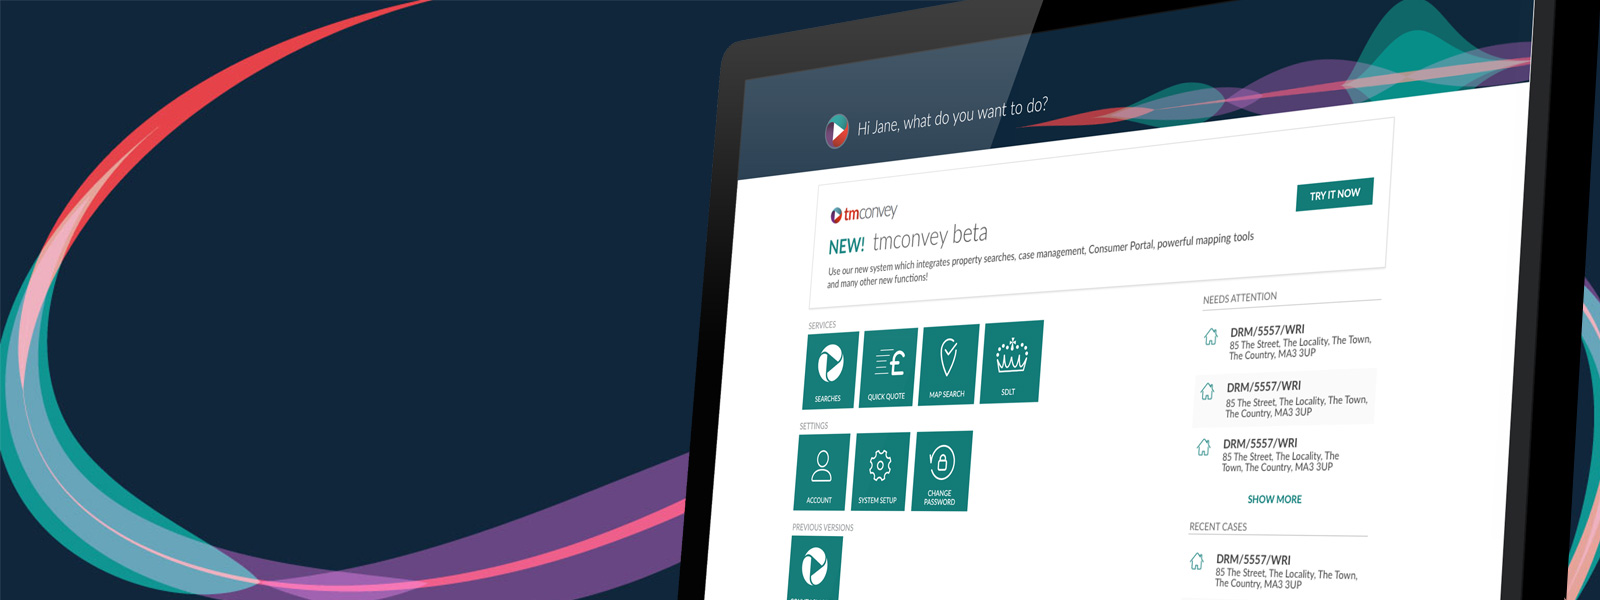 Hi Jane, what do you want to do?
tmconvey
NEW! tmconvey beta
Use our new system which integrates property searches, case management, Consumer Portal, powerful mapping tools
and many other new functions!
TRY IT NOW
SERVICES
SEARCHES
QUICK QUOTE
MAP SEARCH
SDLT
SETTINGS
ACCOUNT
SYSTEM SETUP
CHANGE
PASSWORD
PREVIOUS VERSIONS
NEEDS ATTENTION
DRM/5557/WRI
85 The Street, The Locality, The Town,
The Country, MA3 3UP
DRM/5557/WRI
85 The Street, The Locality, The Town,
The Country, MA3 3UP
DRM/5557/WRI
85 The Street, The Locality, The
Town, The Country, MA3 3UP
SHOW MORE
RECENT CASES
DRM/5557/WRI
85 The Street, The Locality, The Town,
The Country, MA3 3UP